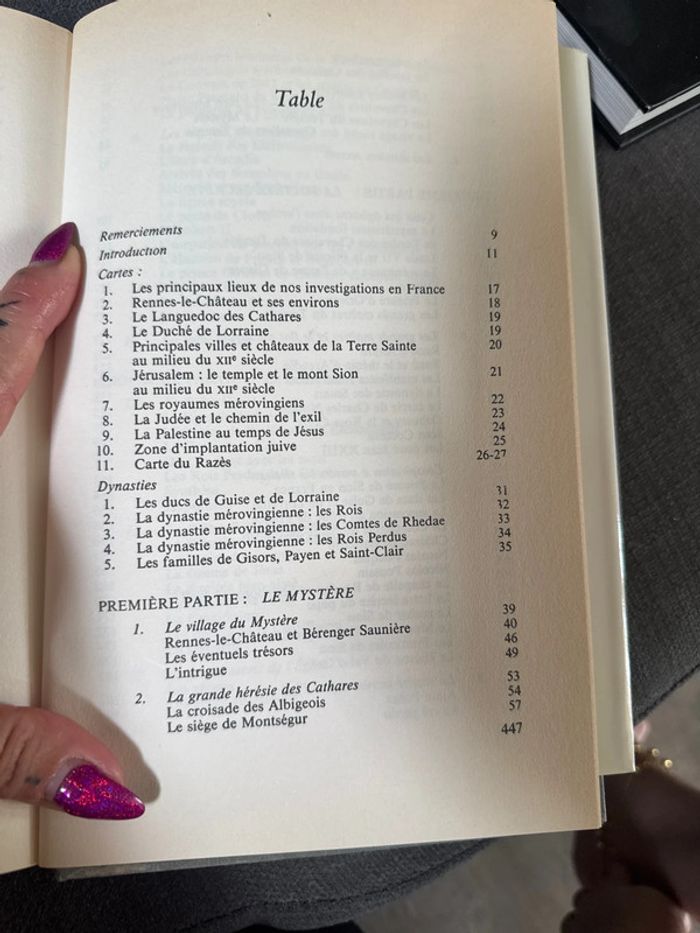 Table
Remerciements 9
Introduction 11
Cartes :
1. Les principaux lieux de nos investigations en France 17
2. Rennes-le-Château et ses environs 18
3. Le Languedoc des Cathares 19
4. Le Duché de Lorraine 19
5. Principales villes et châteaux de la Terre Sainte 20
au milieu du XIIe siècle
6. Jérusalem : le temple et le mont Sion 21
au milieu du XIIe siècle
7. Les royaumes mérovingiens 22
8. La Judée et le chemin de l'exil 23
9. La Palestine au temps de Jésus 24
10. Zone d'implantation juive 25
11. Carte du Razès 26-27
Dynasties
1. Les ducs de Guise et de Lorraine 31
2. La dynastie mérovingienne : les Rois 32
3. La dynastie mérovingienne : les Comtes de Rhedae 33
4. La dynastie mérovingienne : les Rois Perdus 34
5. Les familles de Gisors, Payen et Saint-Clair 35
PREMIÈRE PARTIE : LE MYSTÈRE
1. Le village du Mystère 39
Rennes-le-Château et Bérenger Saunière 40
Les éventuels trésors 46
L'intrigue 49
2. La grande hérésie des Cathares 53
La croisade des Albigeois 54
Le siège de Montségur 57
447